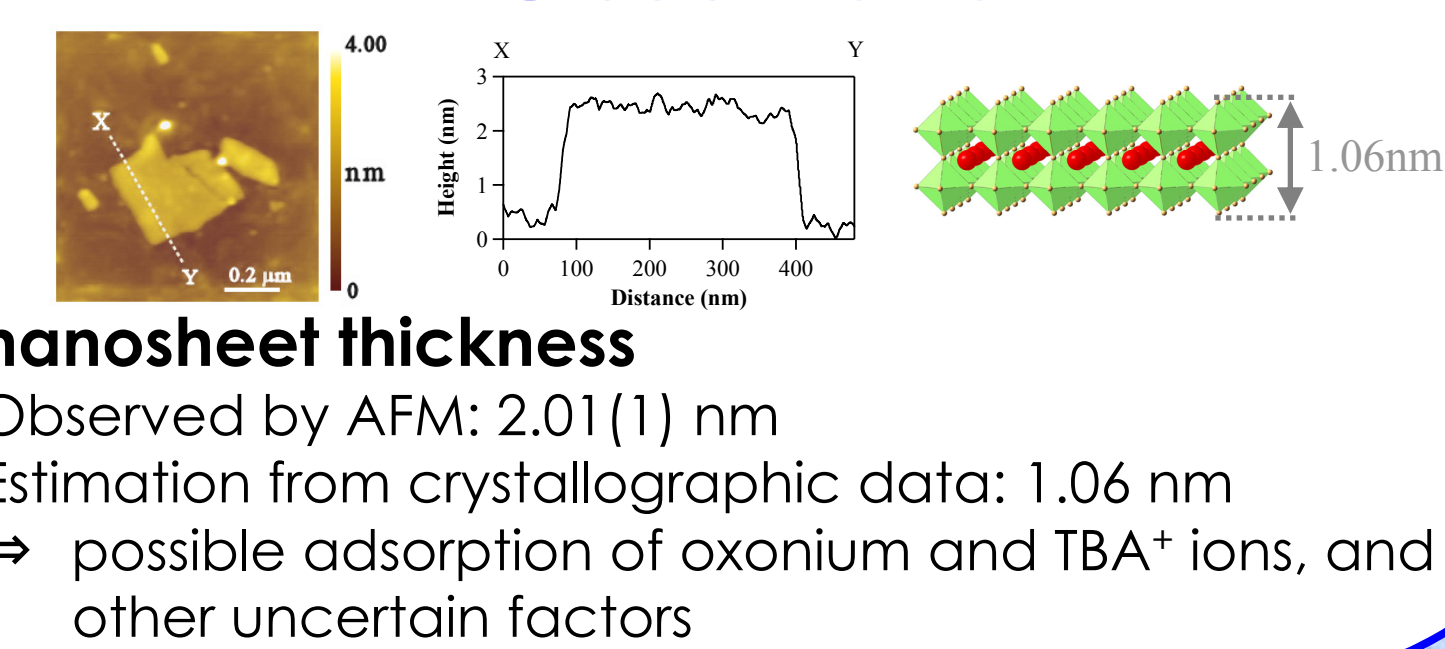 4.00
nm
0
X
Y
0.2 μm
X
Y
3
2
1
0
Height (nm)
0 100 200 300 400
Distance (nm)
1.06nm
nanosheet thickness
Observed by AFM: 2.01(1) nm
Estimation from crystallographic data: 1.06 nm
⇒ possible adsorption of oxonium and TBA⁺ ions, and
other uncertain factors